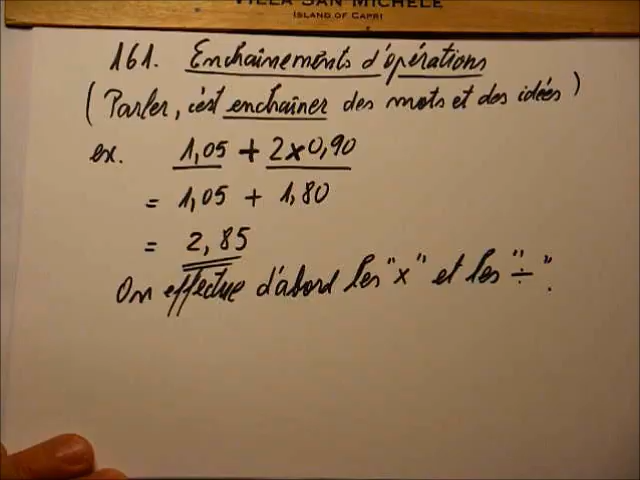 VILLA SAN MICHELE
ISLAND OF CAPRI
161. Enchaînements d'opérations
(Parler, c'est enchaîner des mots et des idées)
ex. 1,05 + 2x0,90
= 1,05 + 1,80
= 2,85
On effectue d'abord les "x" et les "÷".